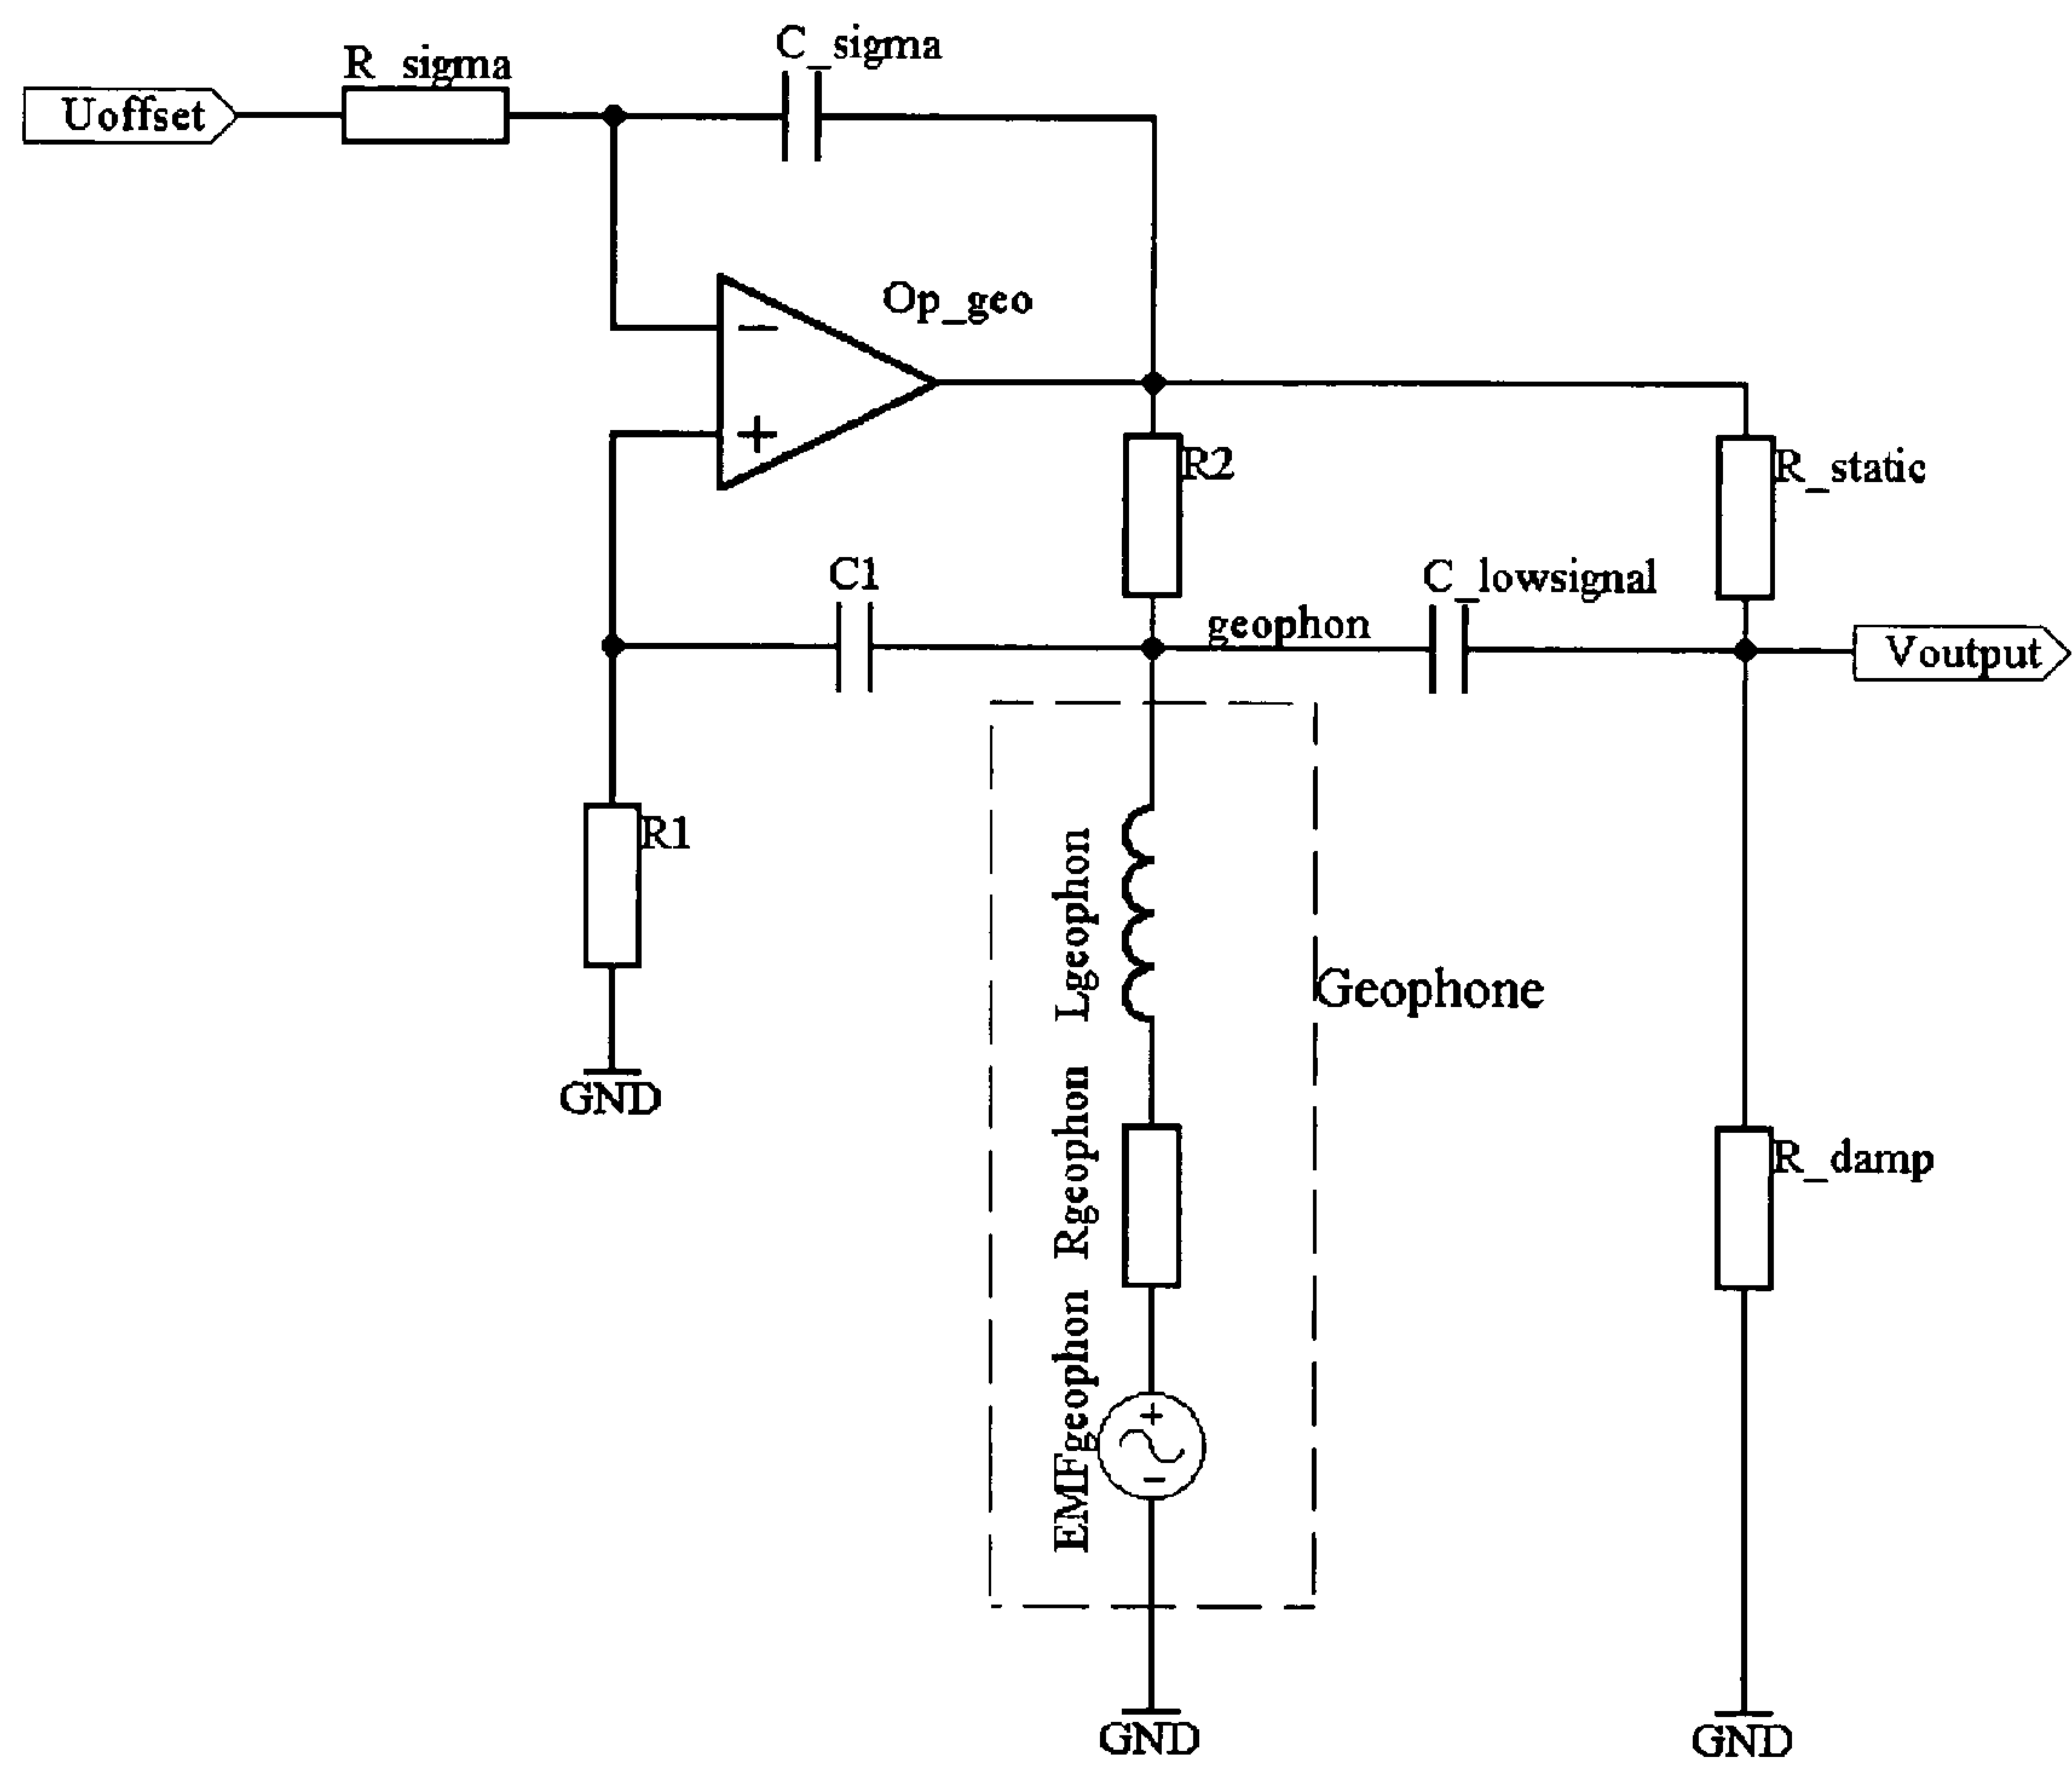 C_sigma
R_sigma
Uoffset
Op_geo
−
+
R2
R_static
C1
C_lowsignal
geophon
Voutput
R1
Lgeophon
Geophone
GND
Rgeophon
R_damp
EMFgeophon
+
−
GND
GND